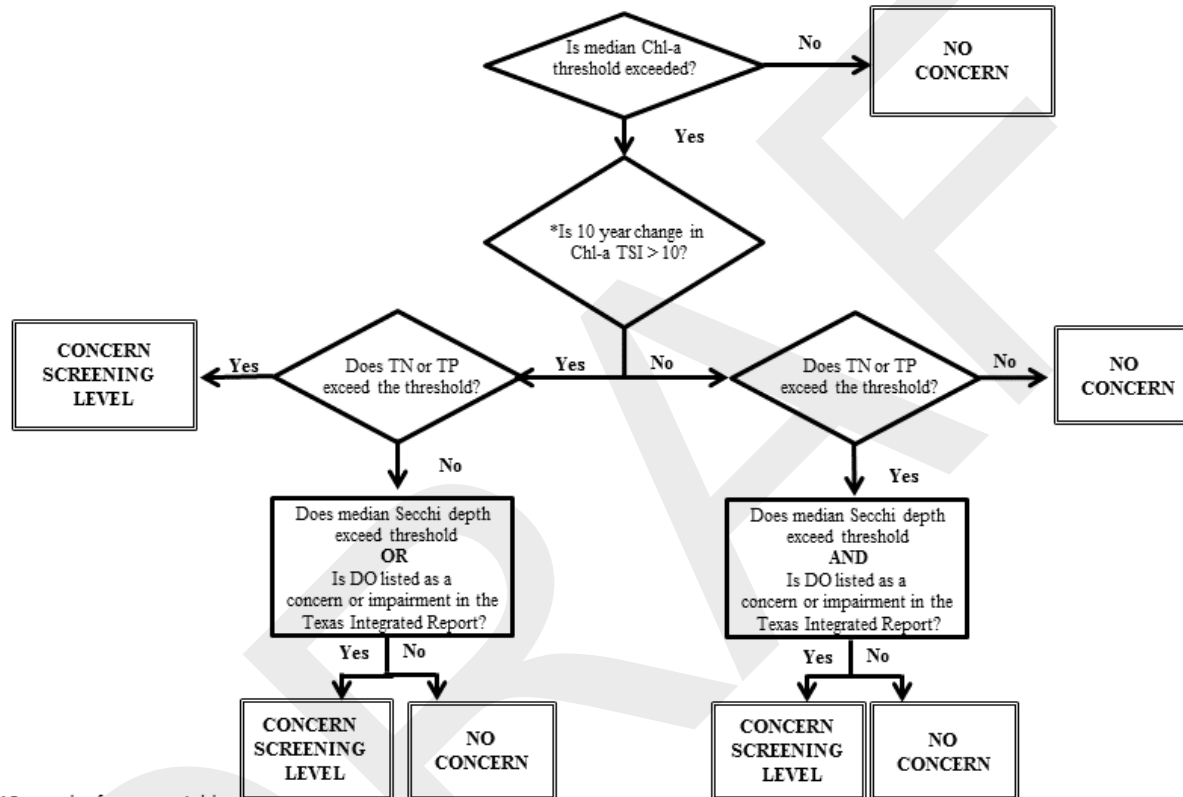 Is median Chl-a
threshold exceeded?
No
NO
CONCERN
Yes
*Is 10 year change in
Chl-a TSI > 10?
Yes
No
CONCERN
SCREENING
LEVEL
Yes
Does TN or TP
exceed the threshold?
Does TN or TP
exceed the threshold?
No
NO
CONCERN
No
Yes
Does median Secchi depth
exceed threshold
OR
Is DO listed as a
concern or impairment in the
Texas Integrated Report?
Does median Secchi depth
exceed threshold
AND
Is DO listed as a
concern or impairment in the
Texas Integrated Report?
Yes
No
Yes
No
CONCERN
SCREENING
LEVEL
NO
CONCERN
CONCERN
SCREENING
LEVEL
NO
CONCERN